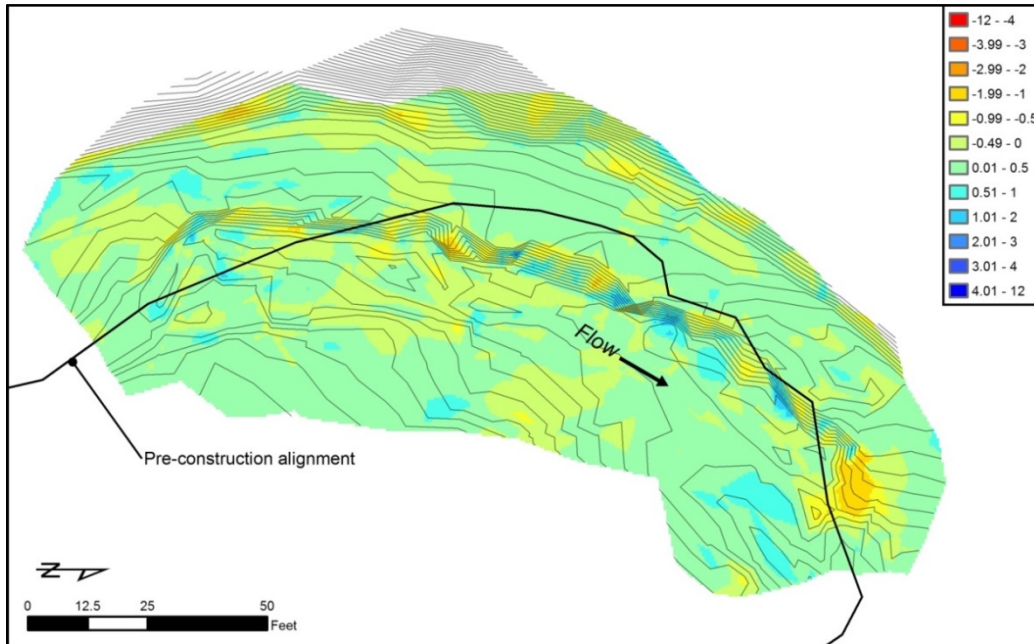 -12 - -4
-3.99 - -3
-2.99 - -2
-1.99 - -1
-0.99 - -0.5
-0.49 - 0
0.01 - 0.5
0.51 - 1
1.01 - 2
2.01 - 3
3.01 - 4
4.01 - 12
Flow
Pre-construction alignment
N
0 12.5 25 50
Feet